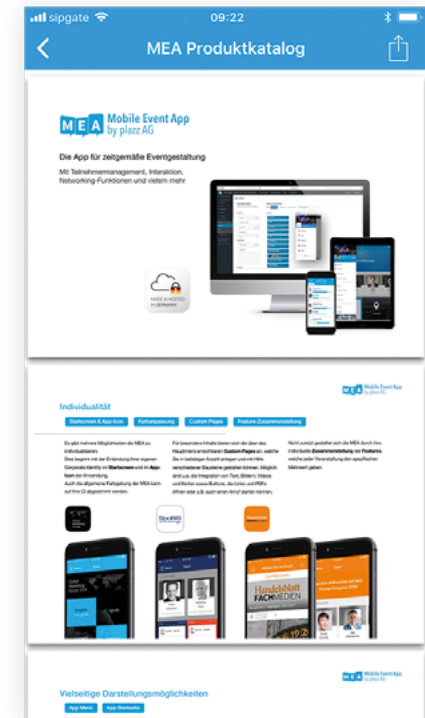 sipgate 09:22
MEA Produktkatalog
MEA Mobile Event App
by plazz AG
Die App für zeitgemäße Eventgestaltung
Mit Teilnehmermanagement, Interaktion,
Networking-Funktionen und vielem mehr
MADE & HOSTED
IN GERMANY
MEA Mobile Event App
by plazz AG
Individualität
Startscreen & App Icon Farbanpassung Custom Pages Feature Zusammenstellung
Es gibt mehrere Möglichkeiten die MEA zu
individualisieren.
Dies beginnt mit der Einbindung Ihrer eigenen
Corporate Identity im Startscreen und im App-
Icon der Anwendung.
Auch die allgemeine Farbgebung der MEA kann
auf Ihre CI abgestimmt werden.
Für besondere Inhalte bieten sich die über das
Hauptmenü erreichbaren Custom Pages an, welche
Sie in beliebiger Anzahl anlegen und mit Hilfe
verschiedener Bausteine gestalten können. Möglich
sind u.a. die Integration von Text, Bildern, Videos
und Karten sowie Buttons, die Links und PDFs
öffnen oder z.B. auch einen Anruf starten können.
Nicht zuletzt gestaltet sich die MEA durch Ihre
individuelle Zusammenstellung der Features,
welche jeder Veranstaltung den spezifischen
Mehrwert geben.
Handelsblatt
FACHMEDIEN
MEA Mobile Event App
by plazz AG
Vielseitige Darstellungsmöglichkeiten
App Menü App Startseite